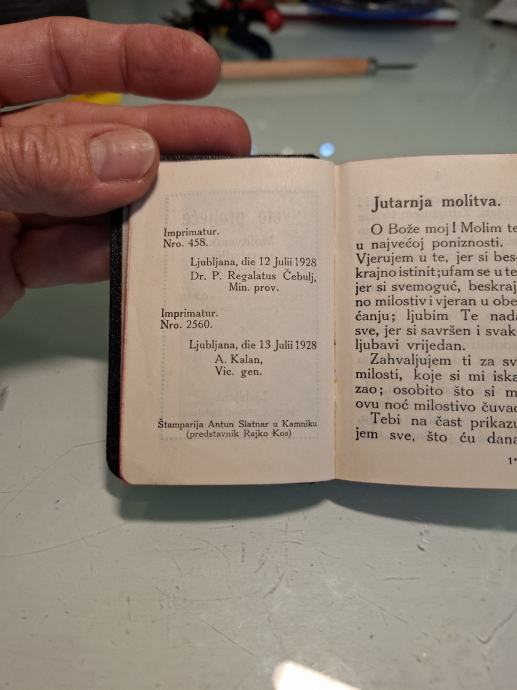 Imprimatur.
Nro. 458.
Ljubljana, die 12 Julii 1928
Dr. P. Regalatus Čebulj,
Min. prov.
Imprimatur.
Nro. 2560.
Ljubljana, die 13 Julii 1928
A. Kalan,
Vic. gen.
Štamparija Antun Slatnar u Kamniku
(predstavnik Rajko Kos)
Jutarnja molitva.
O Bože moj! Molim te
u najvećoj poniznosti.
Vjerujem u te, jer si bes-
krajno istinit; ufam se u te
jer si svemoguć, beskraj
no milostiv i vjeran u obe
ćanju; ljubim Te nada
sve, jer si savršen i svak
ljubavi vrijedan.
Zahvaljujem ti za sv
milosti, koje si mi iska
zao; osobito što si m
ovu noć milostivo čuvao
Tebi na čast prikazu
jem sve, što ću dana
1*